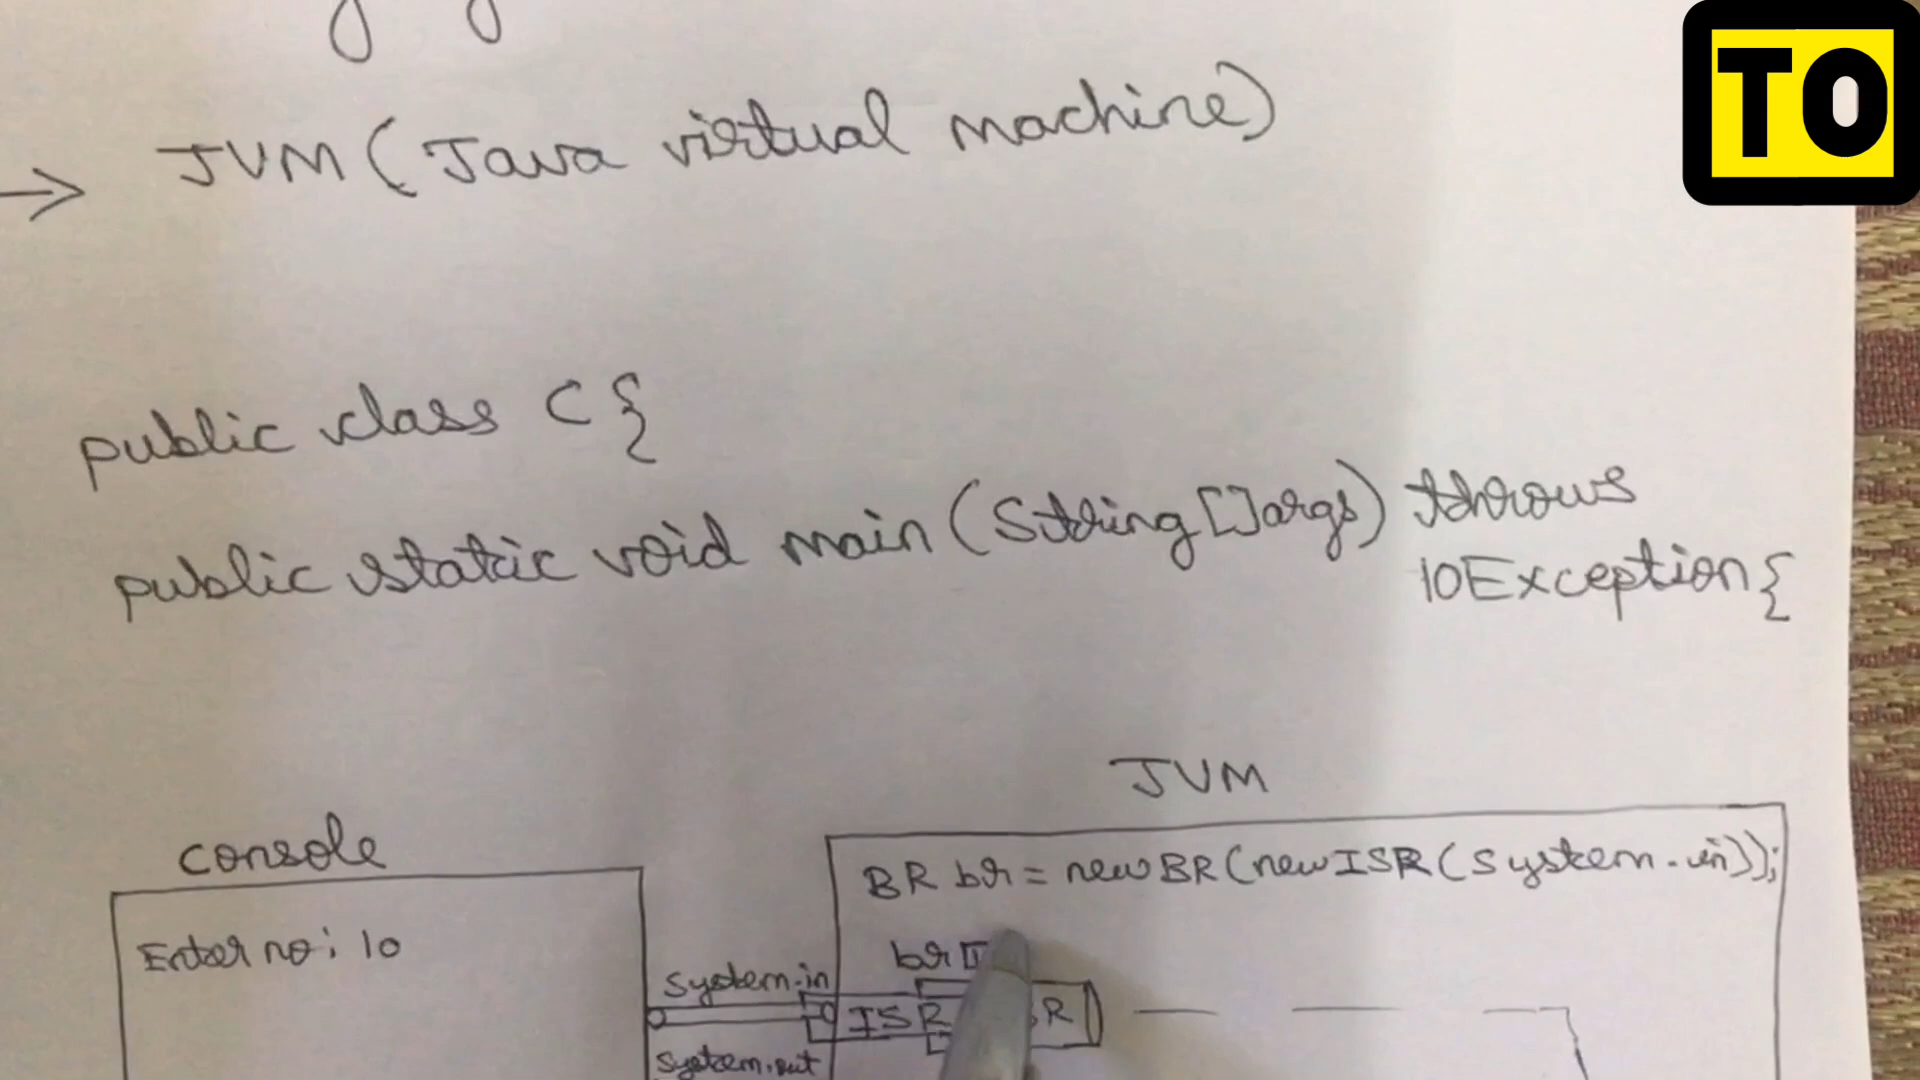 TO
→ JVM (Java virtual machine)
public class C {
public static void main (String [] args) throws
IOException {
JVM
console
BR br = new BR (new ISR (System.in));
Enter no: 10
br
System.in
ISR
System.out